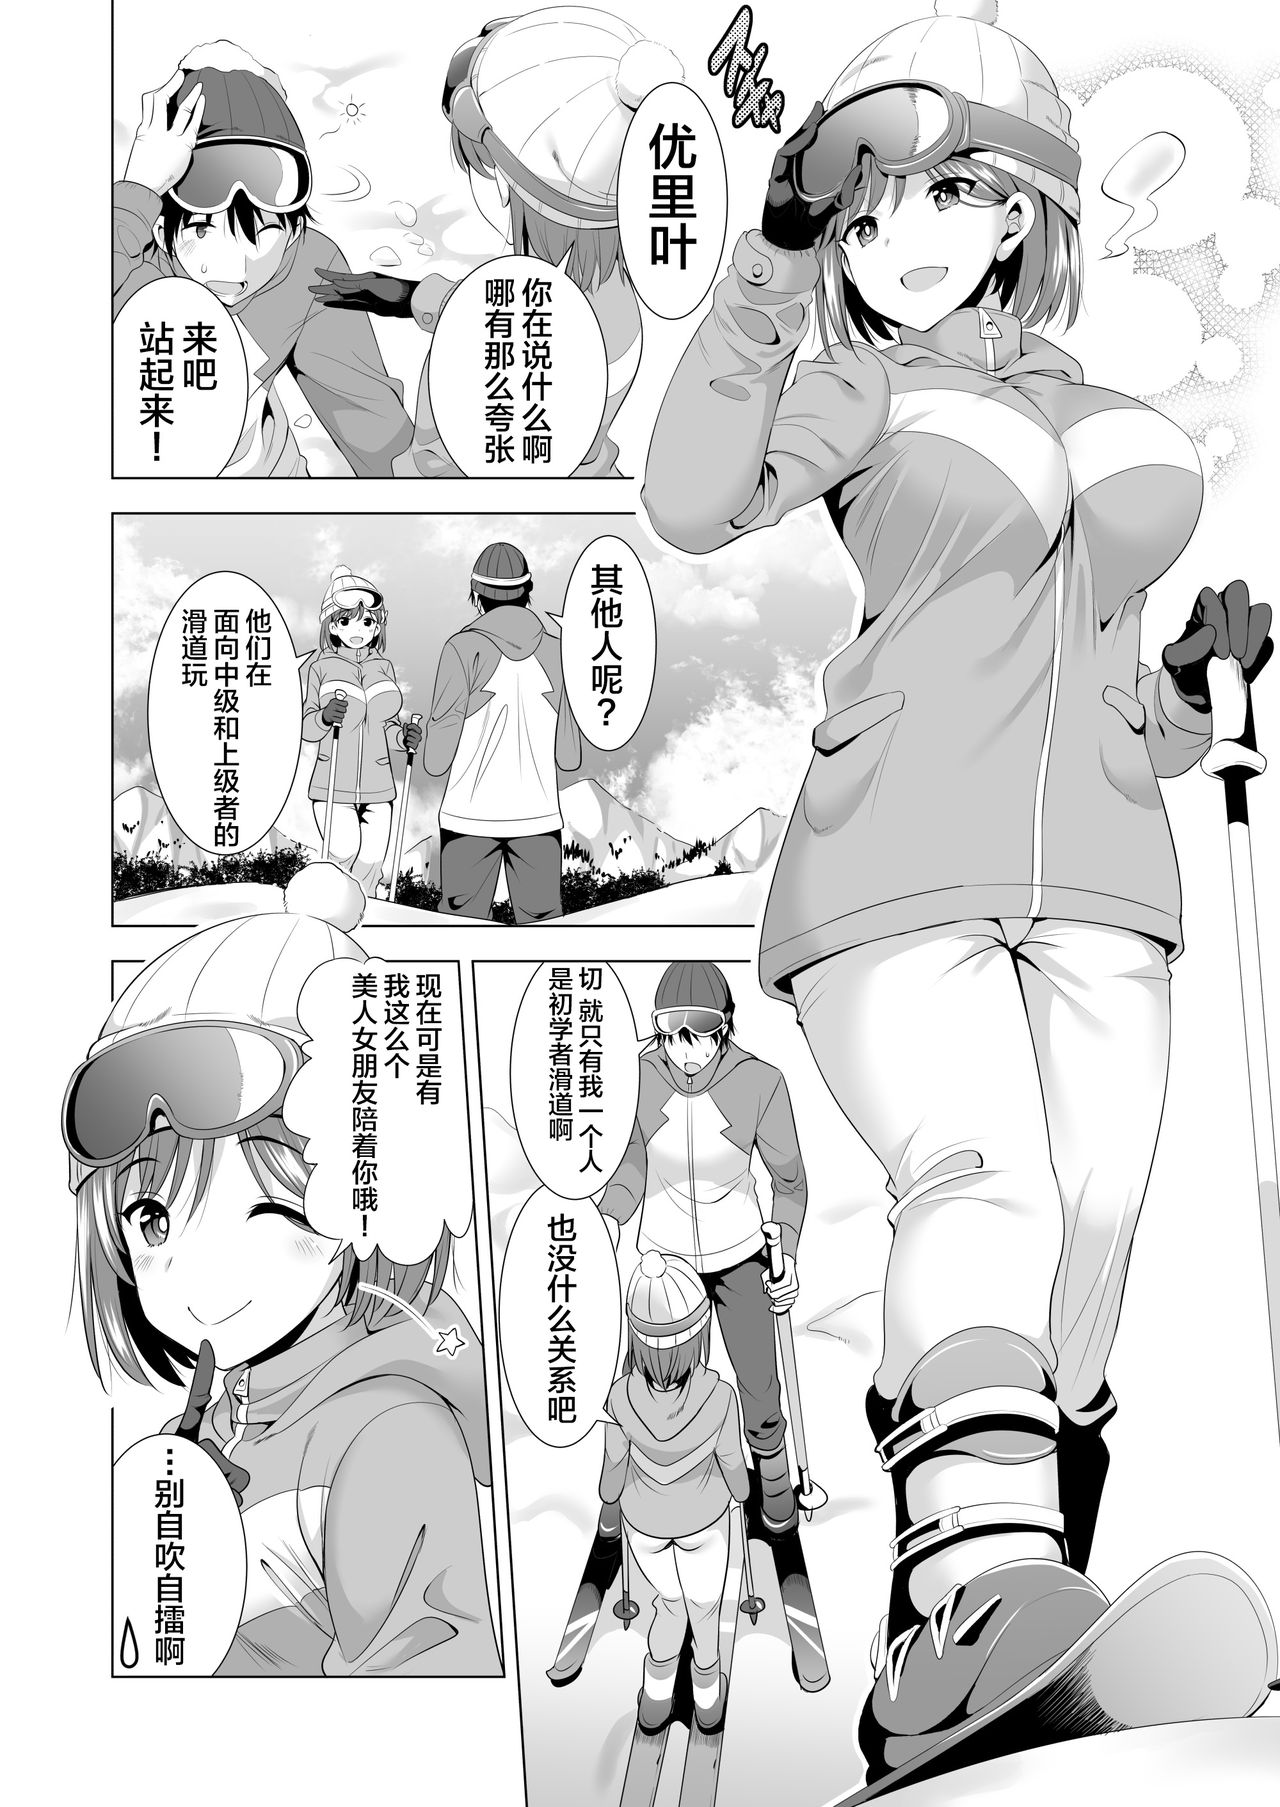 优里叶
你在说什么啊
哪有那么夸张
来吧
站起来！
其他人呢？
他们在
面向中级和上级者的
滑道玩
切 就只有我一个人
是初学者滑道啊
也没什么关系吧
现在可是有
我这么个
美人女朋友陪着你哦！
…别自吹自擂啊